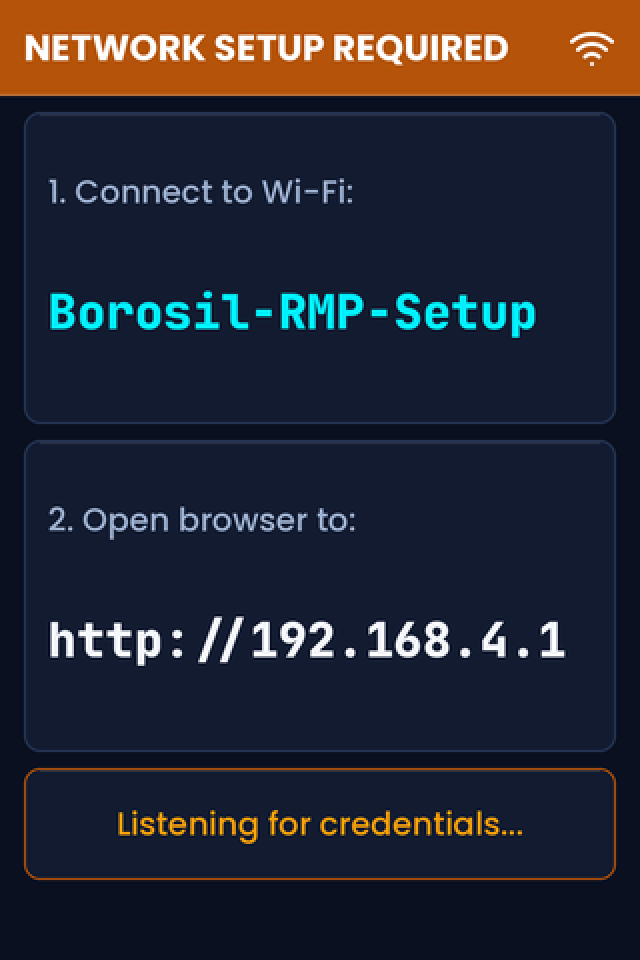 NETWORK SETUP REQUIRED
1. Connect to Wi-Fi:
Borosil-RMP-Setup
2. Open browser to:
http://192.168.4.1
Listening for credentials...